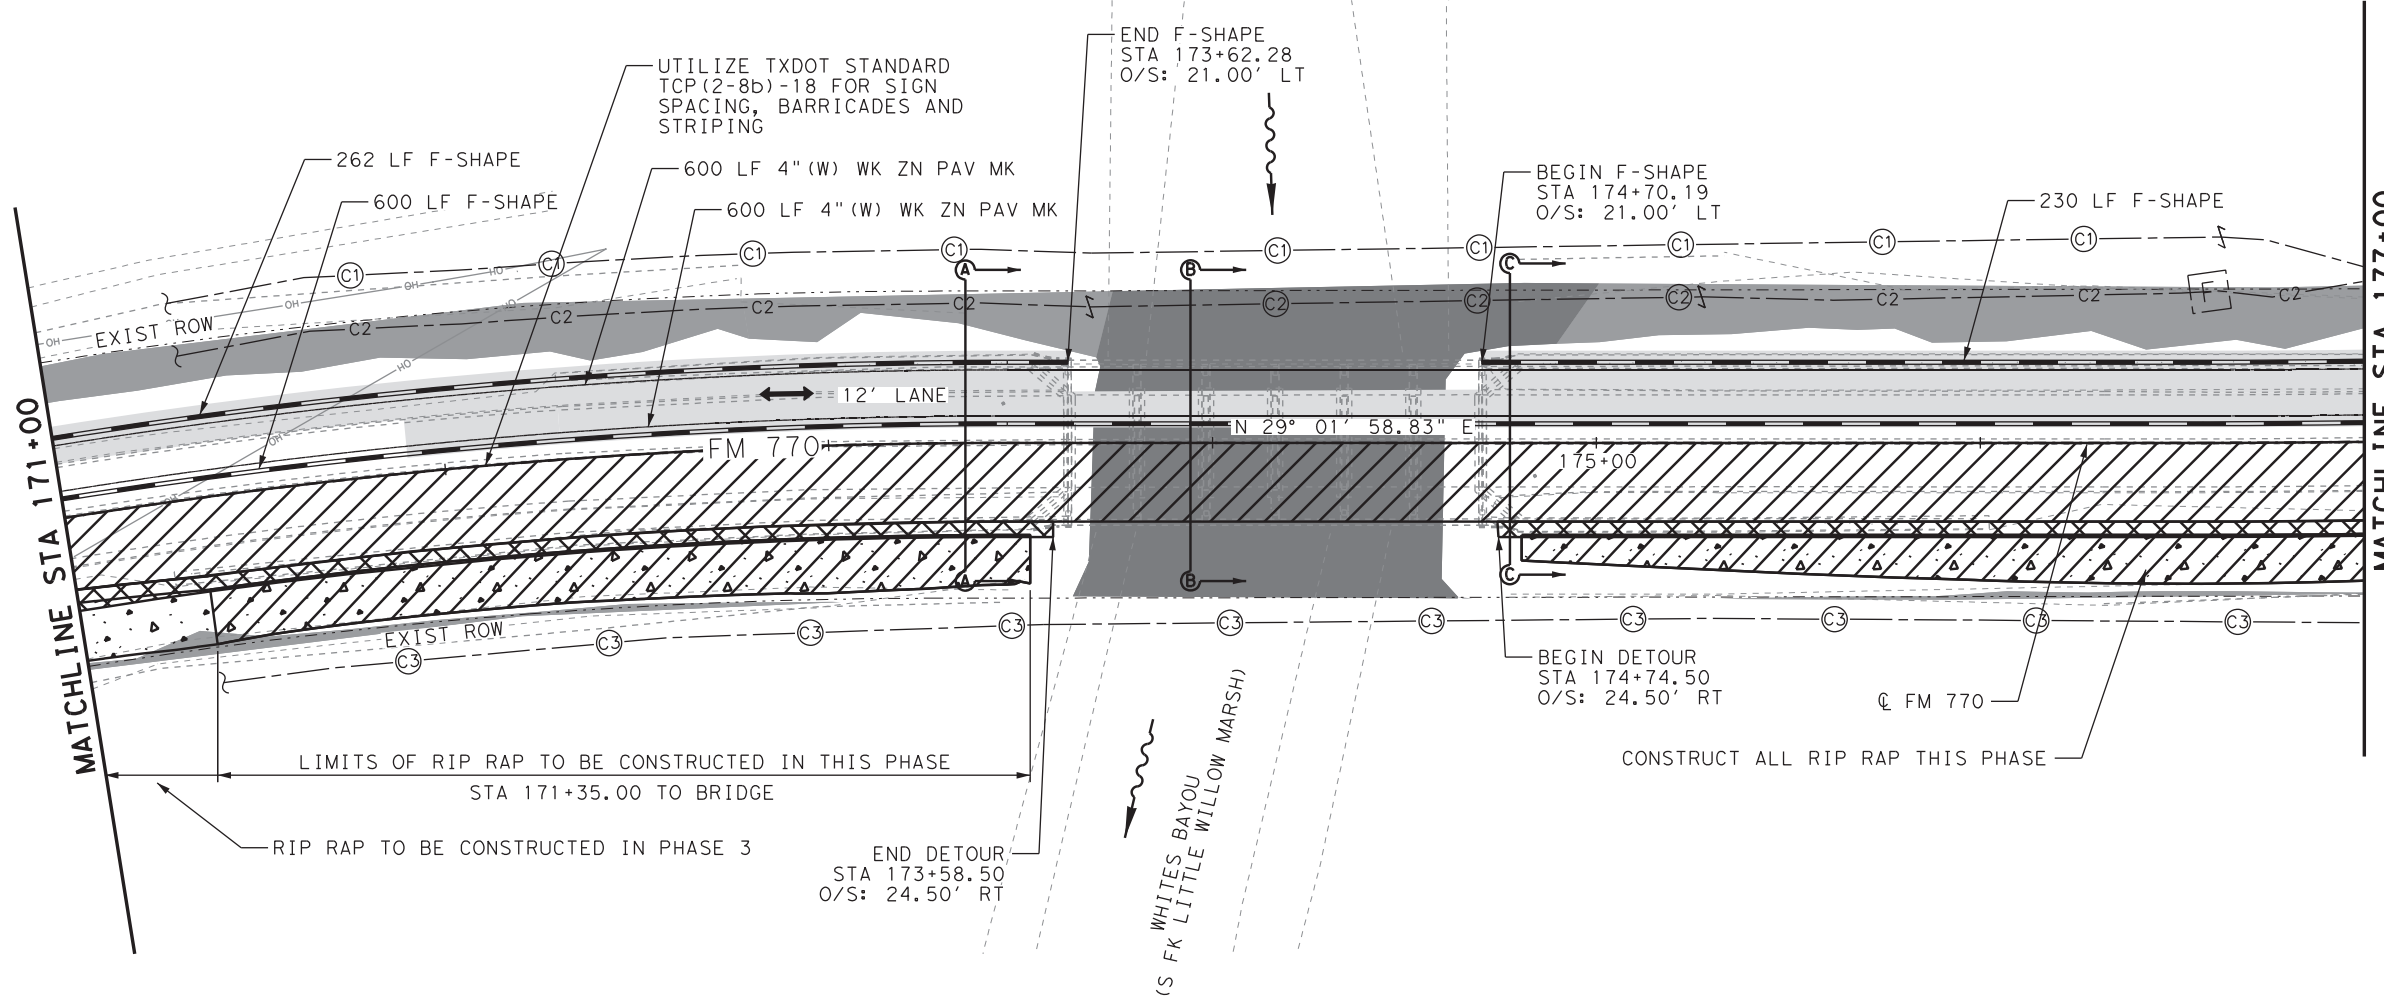 END F-SHAPE
STA 173+62.28
O/S: 21.00' LT
UTILIZE TXDOT STANDARD
TCP(2-8b)-18 FOR SIGN
SPACING, BARRICADES AND
STRIPING
262 LF F-SHAPE
600 LF F-SHAPE
600 LF 4"(W) WK ZN PAV MK
600 LF 4"(W) WK ZN PAV MK
BEGIN F-SHAPE
STA 174+70.19
O/S: 21.00' LT
230 LF F-SHAPE
C1 C1 C1 C1 C1 C1 C1 C1 C1
A B C
OH OH OH OH OH OH OH
EXIST ROW
C2 C2 C2 C2 C2 C2 C2 C2 C2 C2
F
12' LANE
N 29° 01' 58.83" E
FM 770
175+00
A B C
EXIST ROW
C3 C3 C3 C3 C3 C3 C3 C3 C3 C3
MATCHLINE STA 171+00
MATCHLINE STA 177+00
BEGIN DETOUR
STA 174+74.50
O/S: 24.50' RT
℄ FM 770
CONSTRUCT ALL RIP RAP THIS PHASE
LIMITS OF RIP RAP TO BE CONSTRUCTED IN THIS PHASE
STA 171+35.00 TO BRIDGE
RIP RAP TO BE CONSTRUCTED IN PHASE 3
END DETOUR
STA 173+58.50
O/S: 24.50' RT
WHITES BAYOU
(S FK LITTLE WILLOW MARSH)